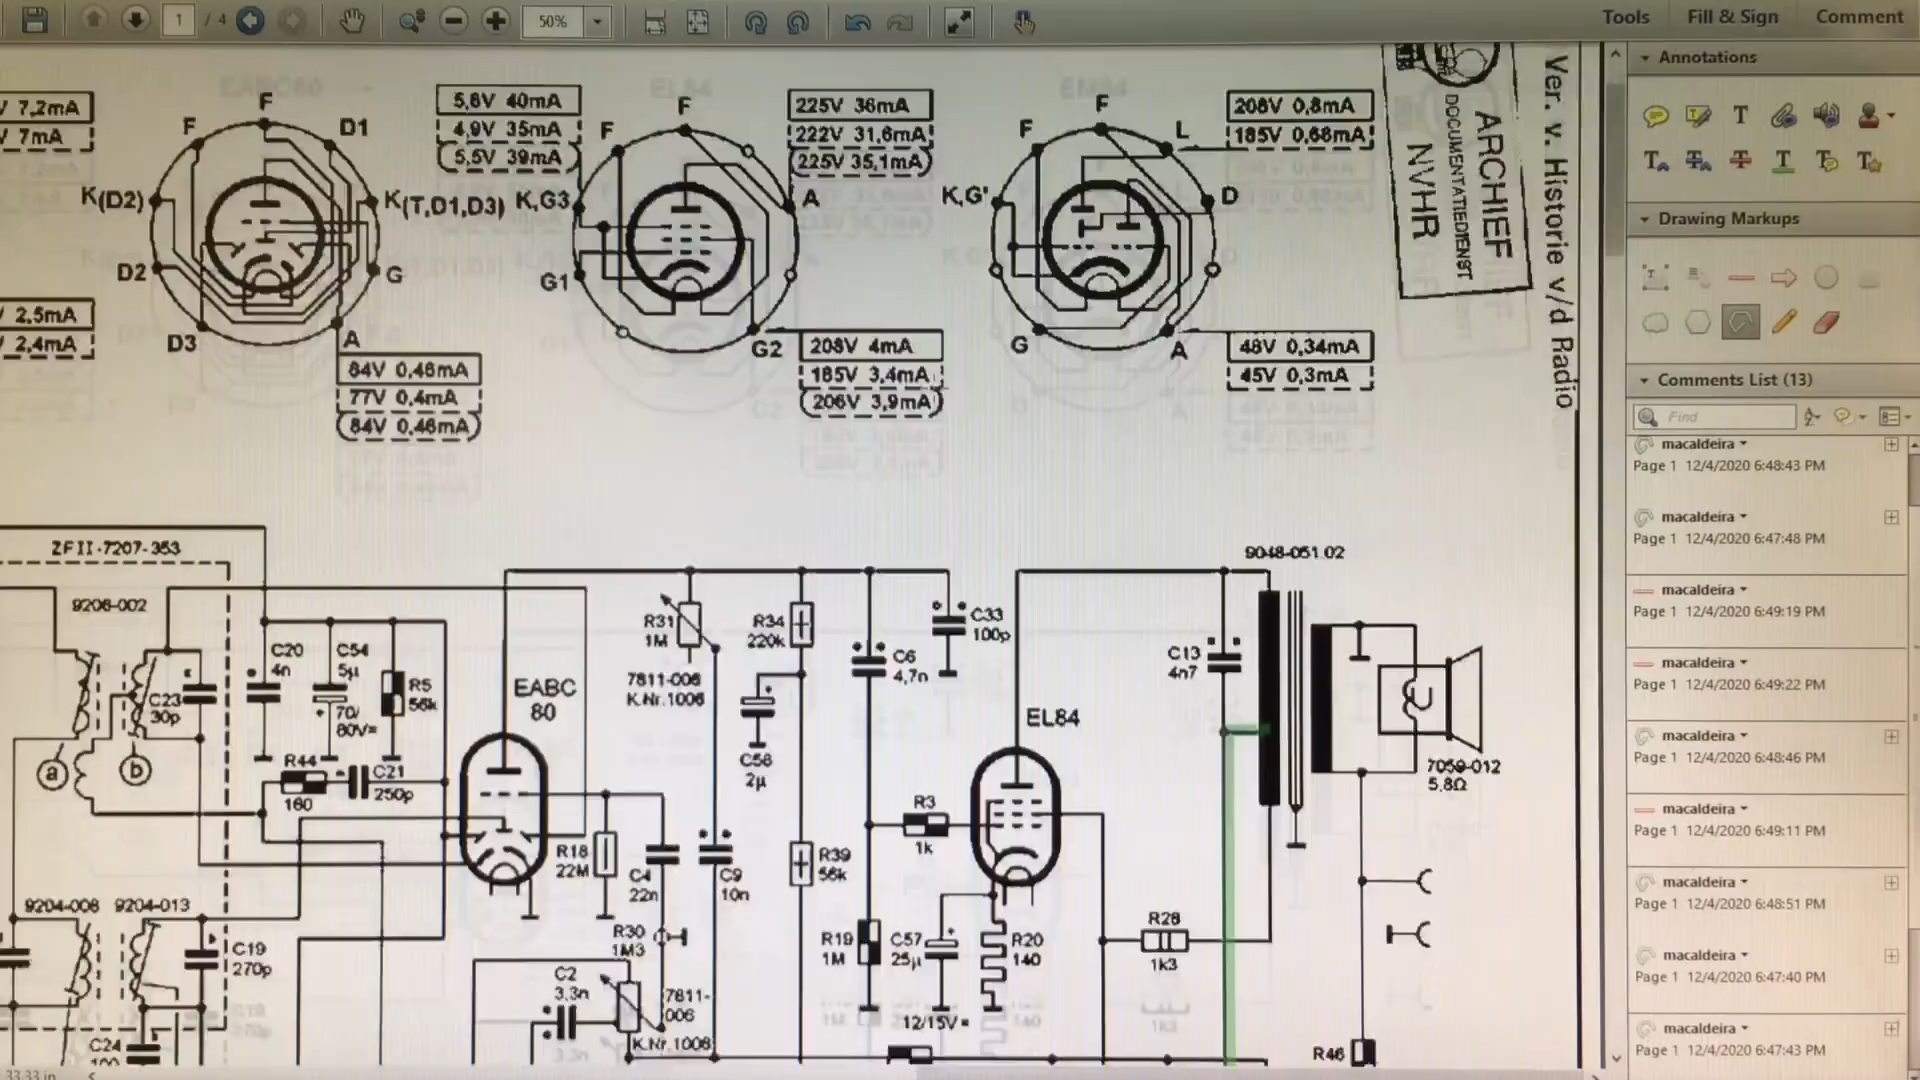 1 / 4
50%
Tools
Fill & Sign
Comment
V 7,2mA
V 7mA
2,5mA
2,4mA
F
F
D1
K(D2)
K(T,D1,D3)
D2
G
D3
A
84V 0,46mA
77V 0,4mA
84V 0,46mA
5,6V 40mA
4,9V 35mA
5,5V 39mA
F
F
K,G3
A
G1
G2
225V 36mA
222V 31,6mA
225V 35,1mA
208V 4mA
185V 3,4mA
206V 3,9mA
F
F
L
K,G'
D
G
A
208V 0,8mA
185V 0,68mA
48V 0,34mA
45V 0,3mA
ARCHIEF
DOCUMENTATIEDIENST
NVHR
Ver. v. Historie v/d Radio
ZFII-7207-353
9206-002
C23
30p
a
b
C20
4n
C54
5µ
70/
80V=
R5
56k
R44
160
C21
250p
9204-008
9204-013
C19
270p
C24
100
EABC
80
R31
1M
7811-006
K.Nr.1006
R34
220k
C6
4,7n
C33
100p
C58
2µ
R18
22M
C4
22n
C9
10n
R39
56k
R30
1M3
C2
3,3n
7811-
006
K.Nr.1006
R3
1k
R19
1M
C57
25µ
12/15V=
R20
140
EL84
C13
4n7
9048-051.02
7059-012
5,8Ω
R28
1k3
R46
33.33 in
Annotations
Drawing Markups
Comments List (13)
Find
macaldeira
Page 1 12/4/2020 6:48:43 PM
macaldeira
Page 1 12/4/2020 6:47:48 PM
macaldeira
Page 1 12/4/2020 6:49:19 PM
macaldeira
Page 1 12/4/2020 6:49:22 PM
macaldeira
Page 1 12/4/2020 6:48:46 PM
macaldeira
Page 1 12/4/2020 6:49:11 PM
macaldeira
Page 1 12/4/2020 6:48:51 PM
macaldeira
Page 1 12/4/2020 6:47:40 PM
macaldeira
Page 1 12/4/2020 6:47:43 PM